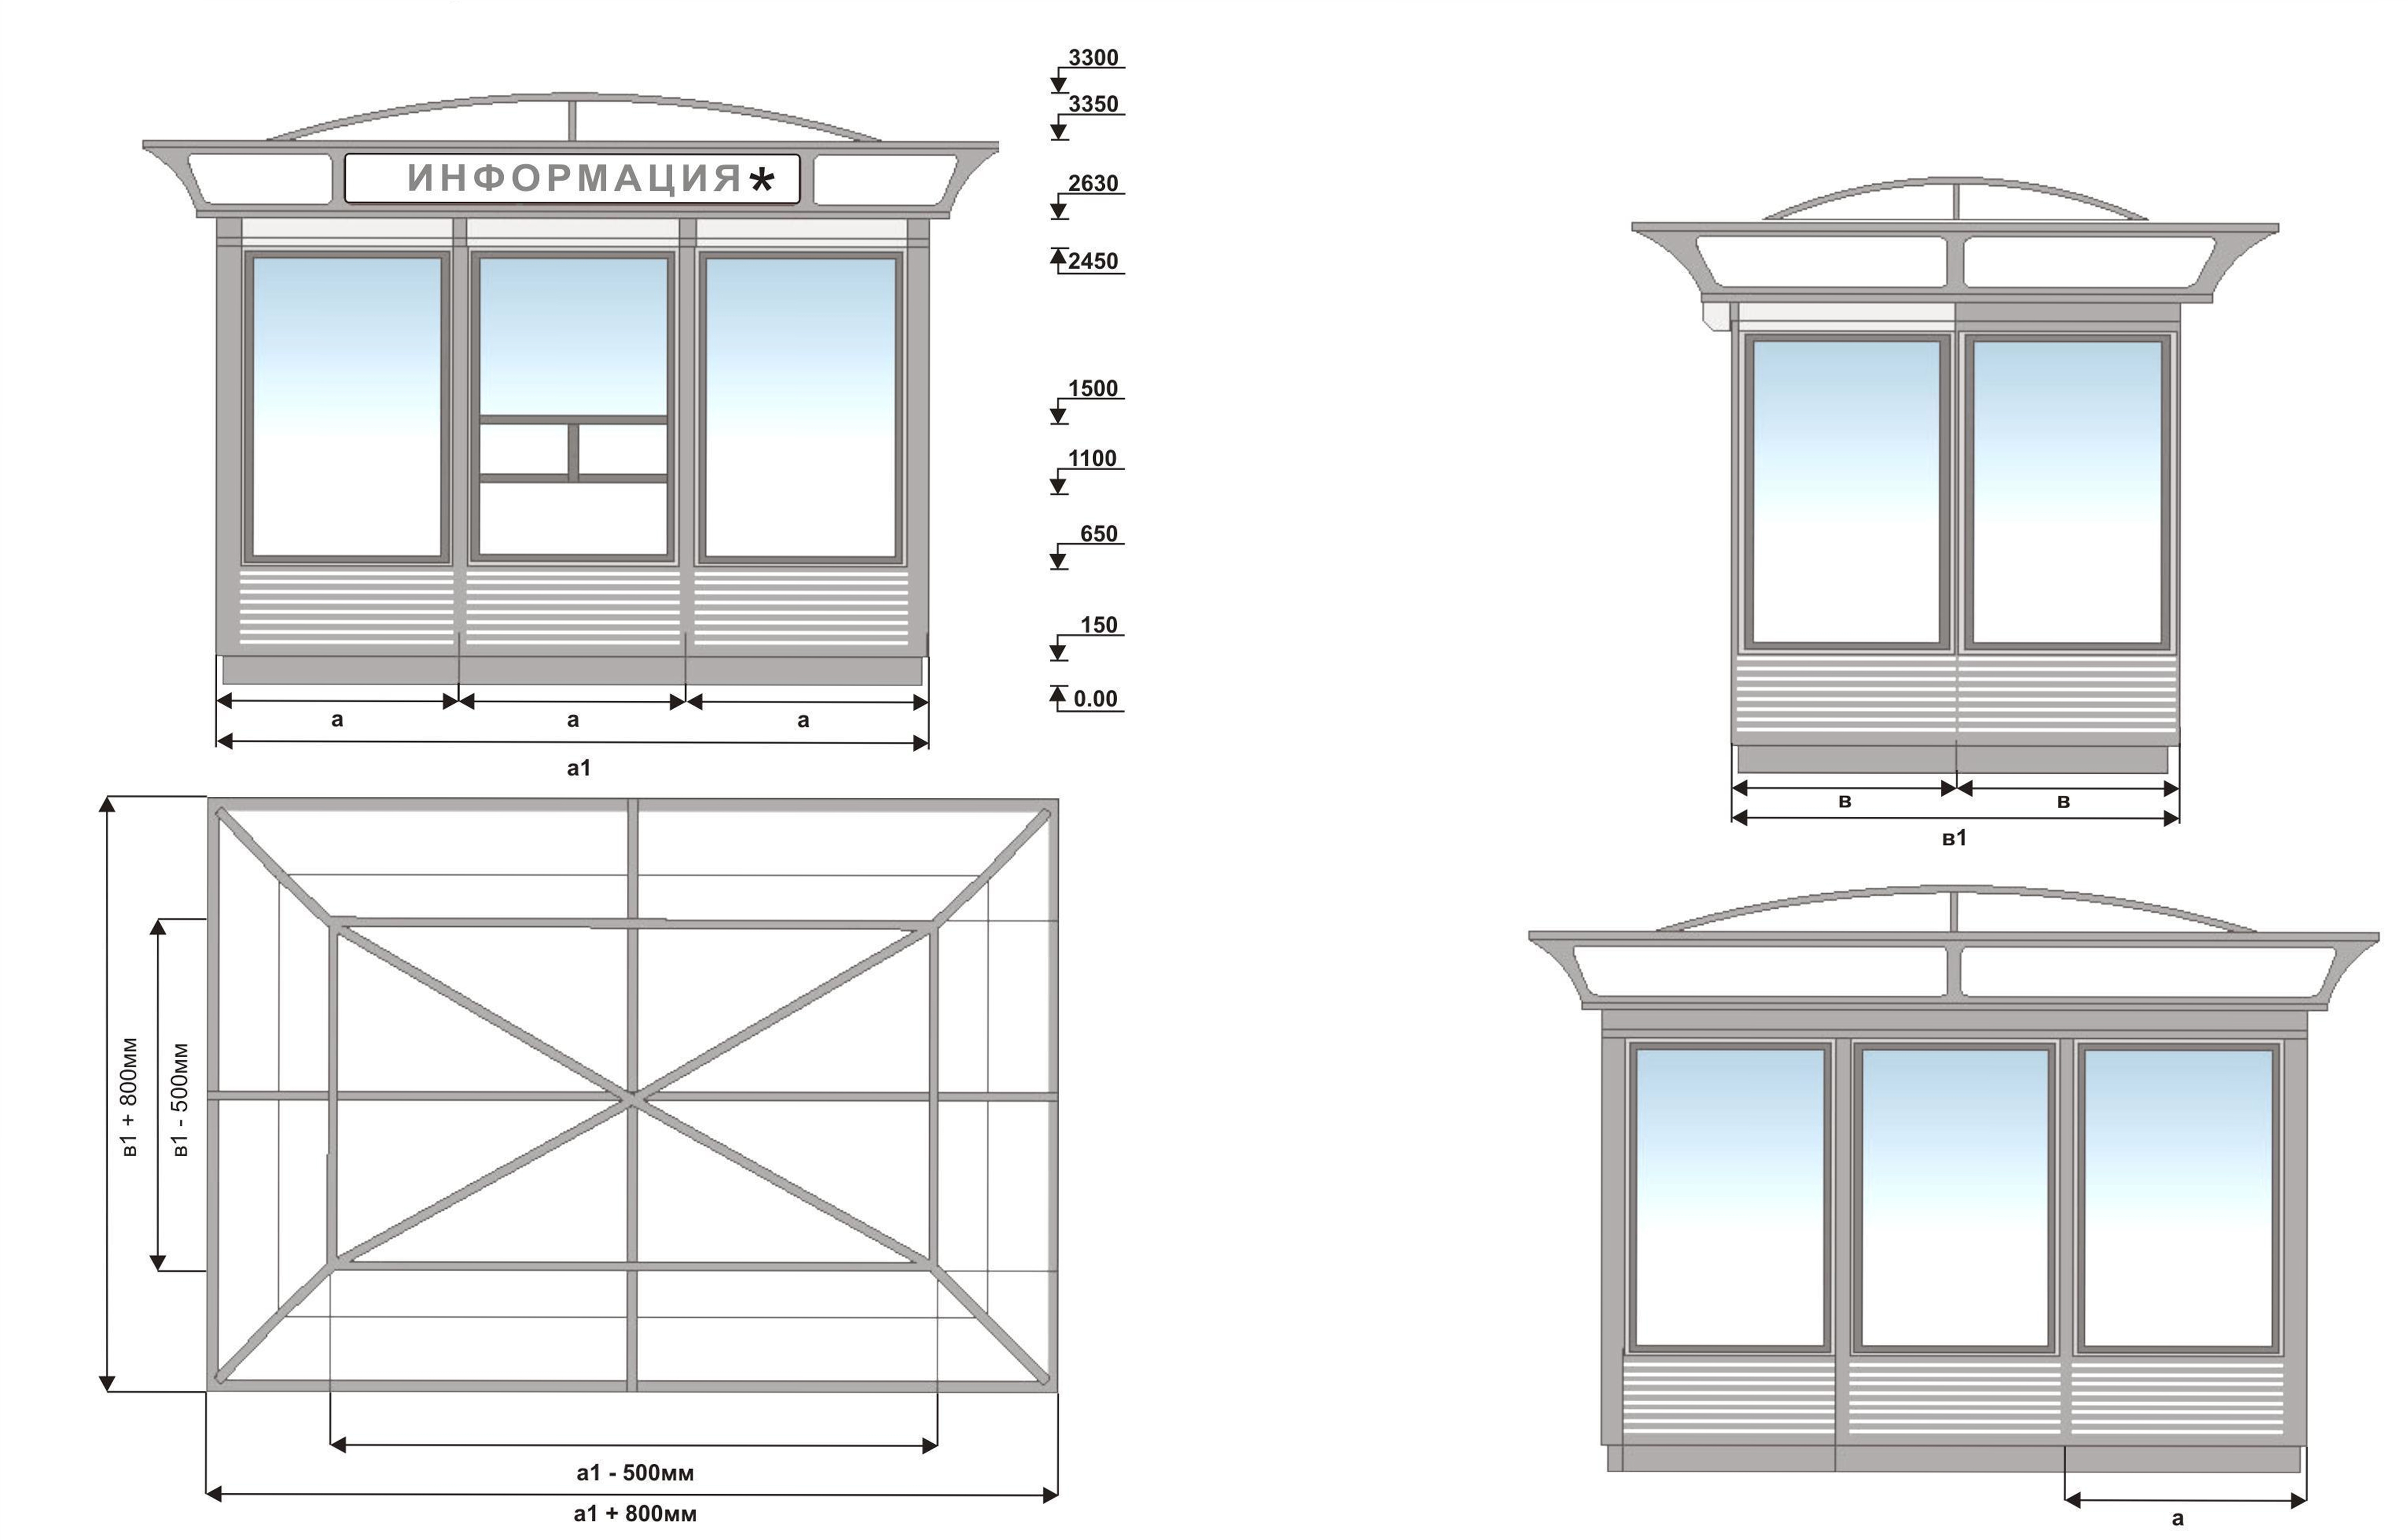 3300
3350
ИНФОРМАЦИЯ*
2630
2450
1500
1100
650
150
0.00
а а а
а1
в в
в1
в1 + 800мм
в1 - 500мм
а1 - 500мм
а1 + 800мм
а